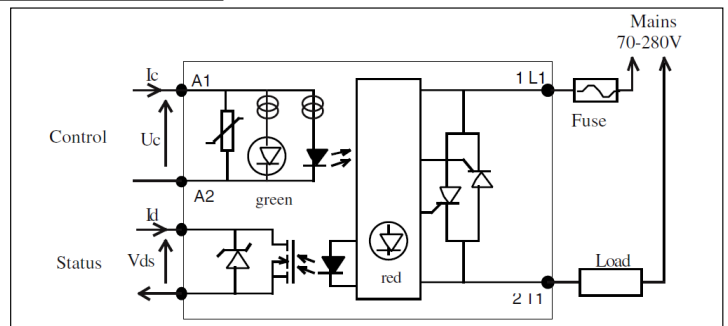 Mains
70-280V
Ic
A1
1 L1
Fuse
Control
Uc
A2
green
Id
Status
Vds
red
Load
2 T1